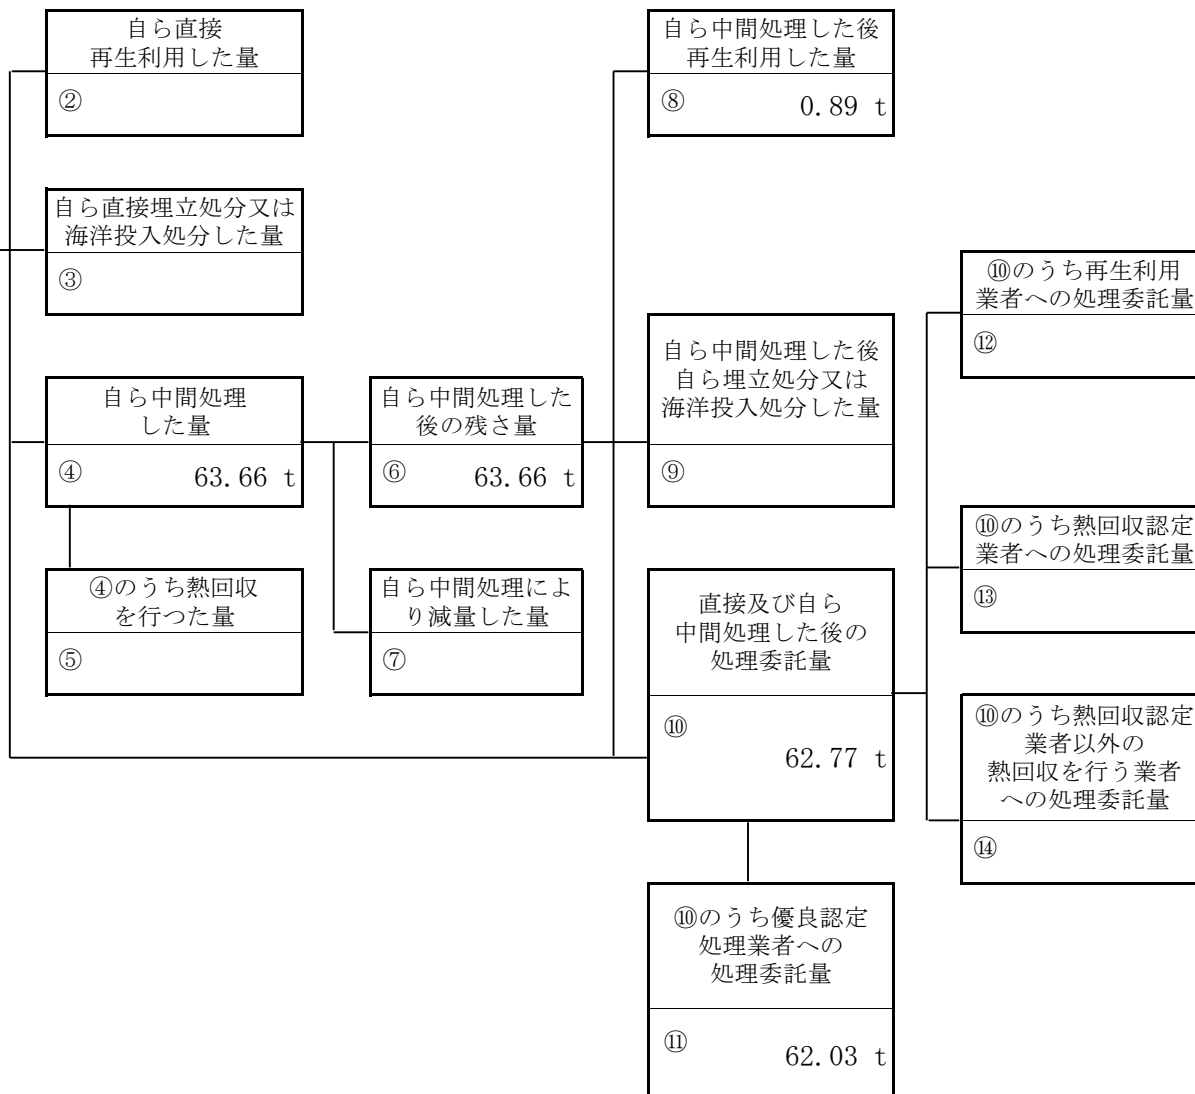 自ら直接
再生利用した量
②
自ら直接埋立処分又は
海洋投入処分した量
③
自ら中間処理
した量
④ 63.66 t
④のうち熱回収
を行つた量
⑤
自ら中間処理した
後の残さ量
⑥ 63.66 t
自ら中間処理によ
り減量した量
⑦
自ら中間処理した後
再生利用した量
⑧ 0.89 t
自ら中間処理した後
自ら埋立処分又は
海洋投入処分した量
⑨
直接及び自ら
中間処理した後の
処理委託量
⑩
62.77 t
⑩のうち優良認定
処理業者への
処理委託量
⑪ 62.03 t
⑩のうち再生利用
業者への処理委託量
⑫
⑩のうち熱回収認定
業者への処理委託量
⑬
⑩のうち熱回収認定
業者以外の
熱回収を行う業者
への処理委託量
⑭